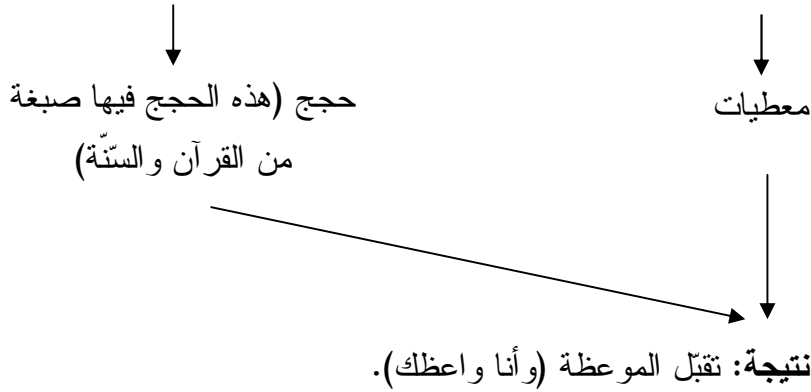 معطيات
حجج (هذه الحجج فيها صبغة
من القرآن والسّنّة)
نتيجة: تقبّل الموعظة (وأنا واعظك).